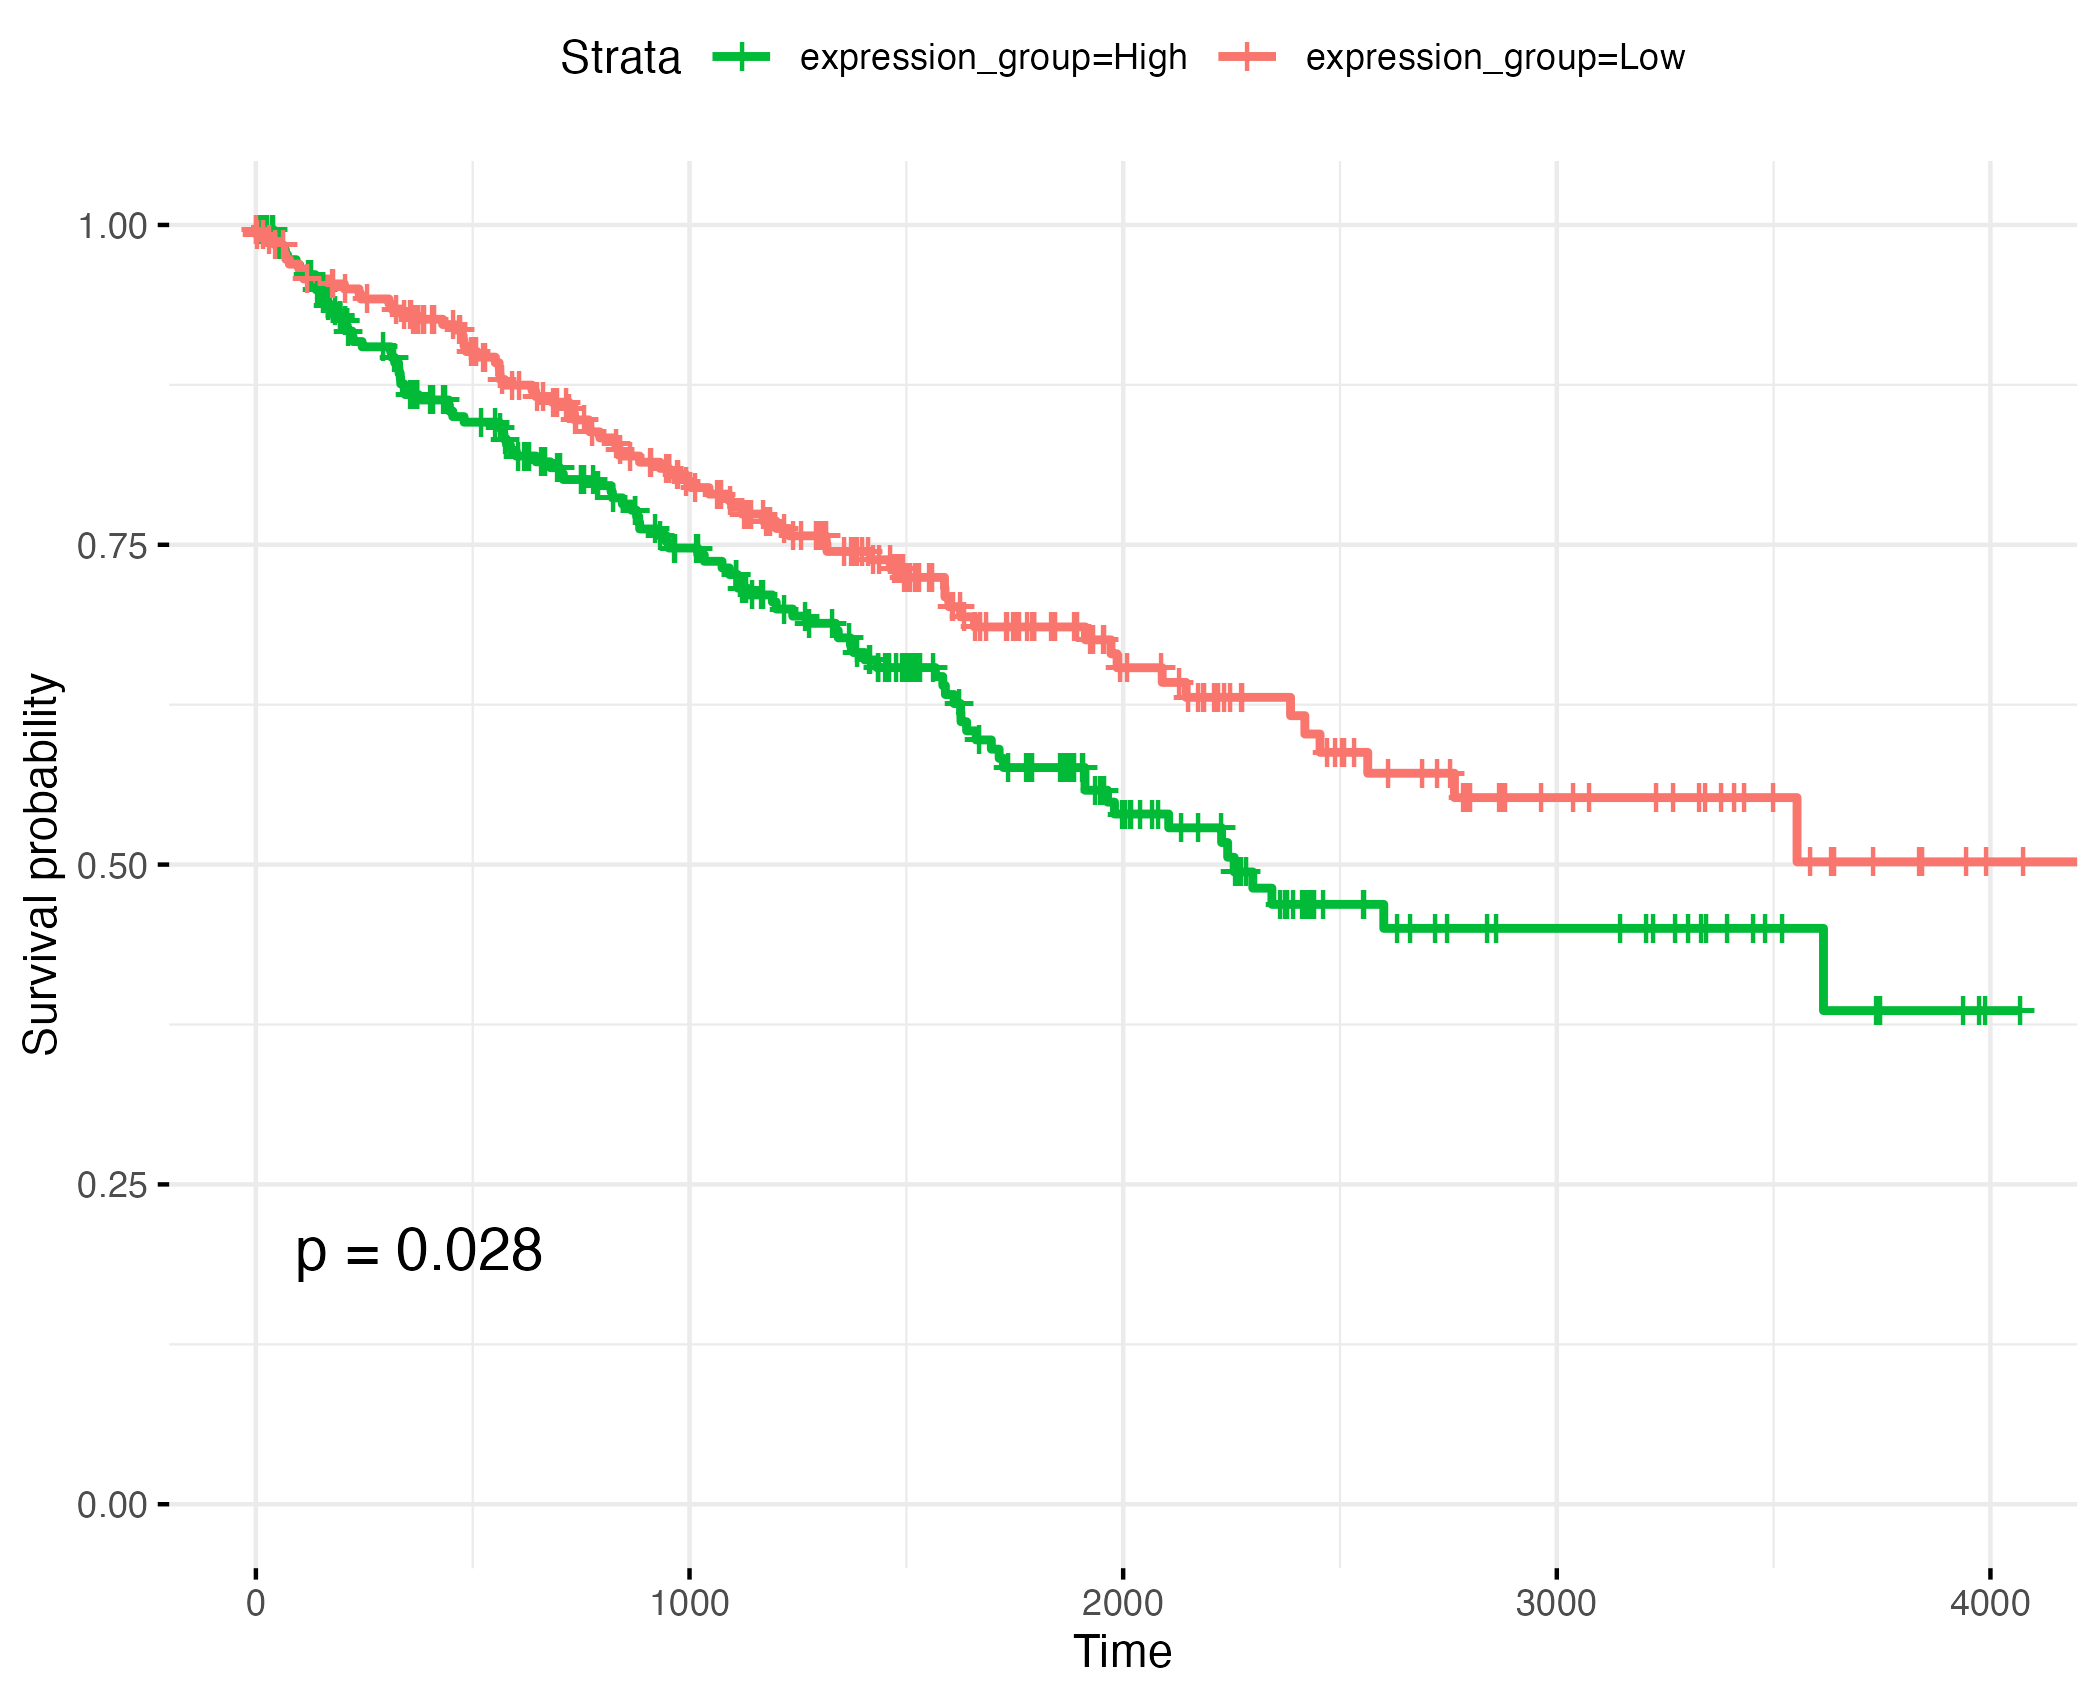 Strata expression_group=High expression_group=Low
1.00
0.75
0.50
0.25
0.00
Survival probability
p = 0.028
0 1000 2000 3000 4000
Time